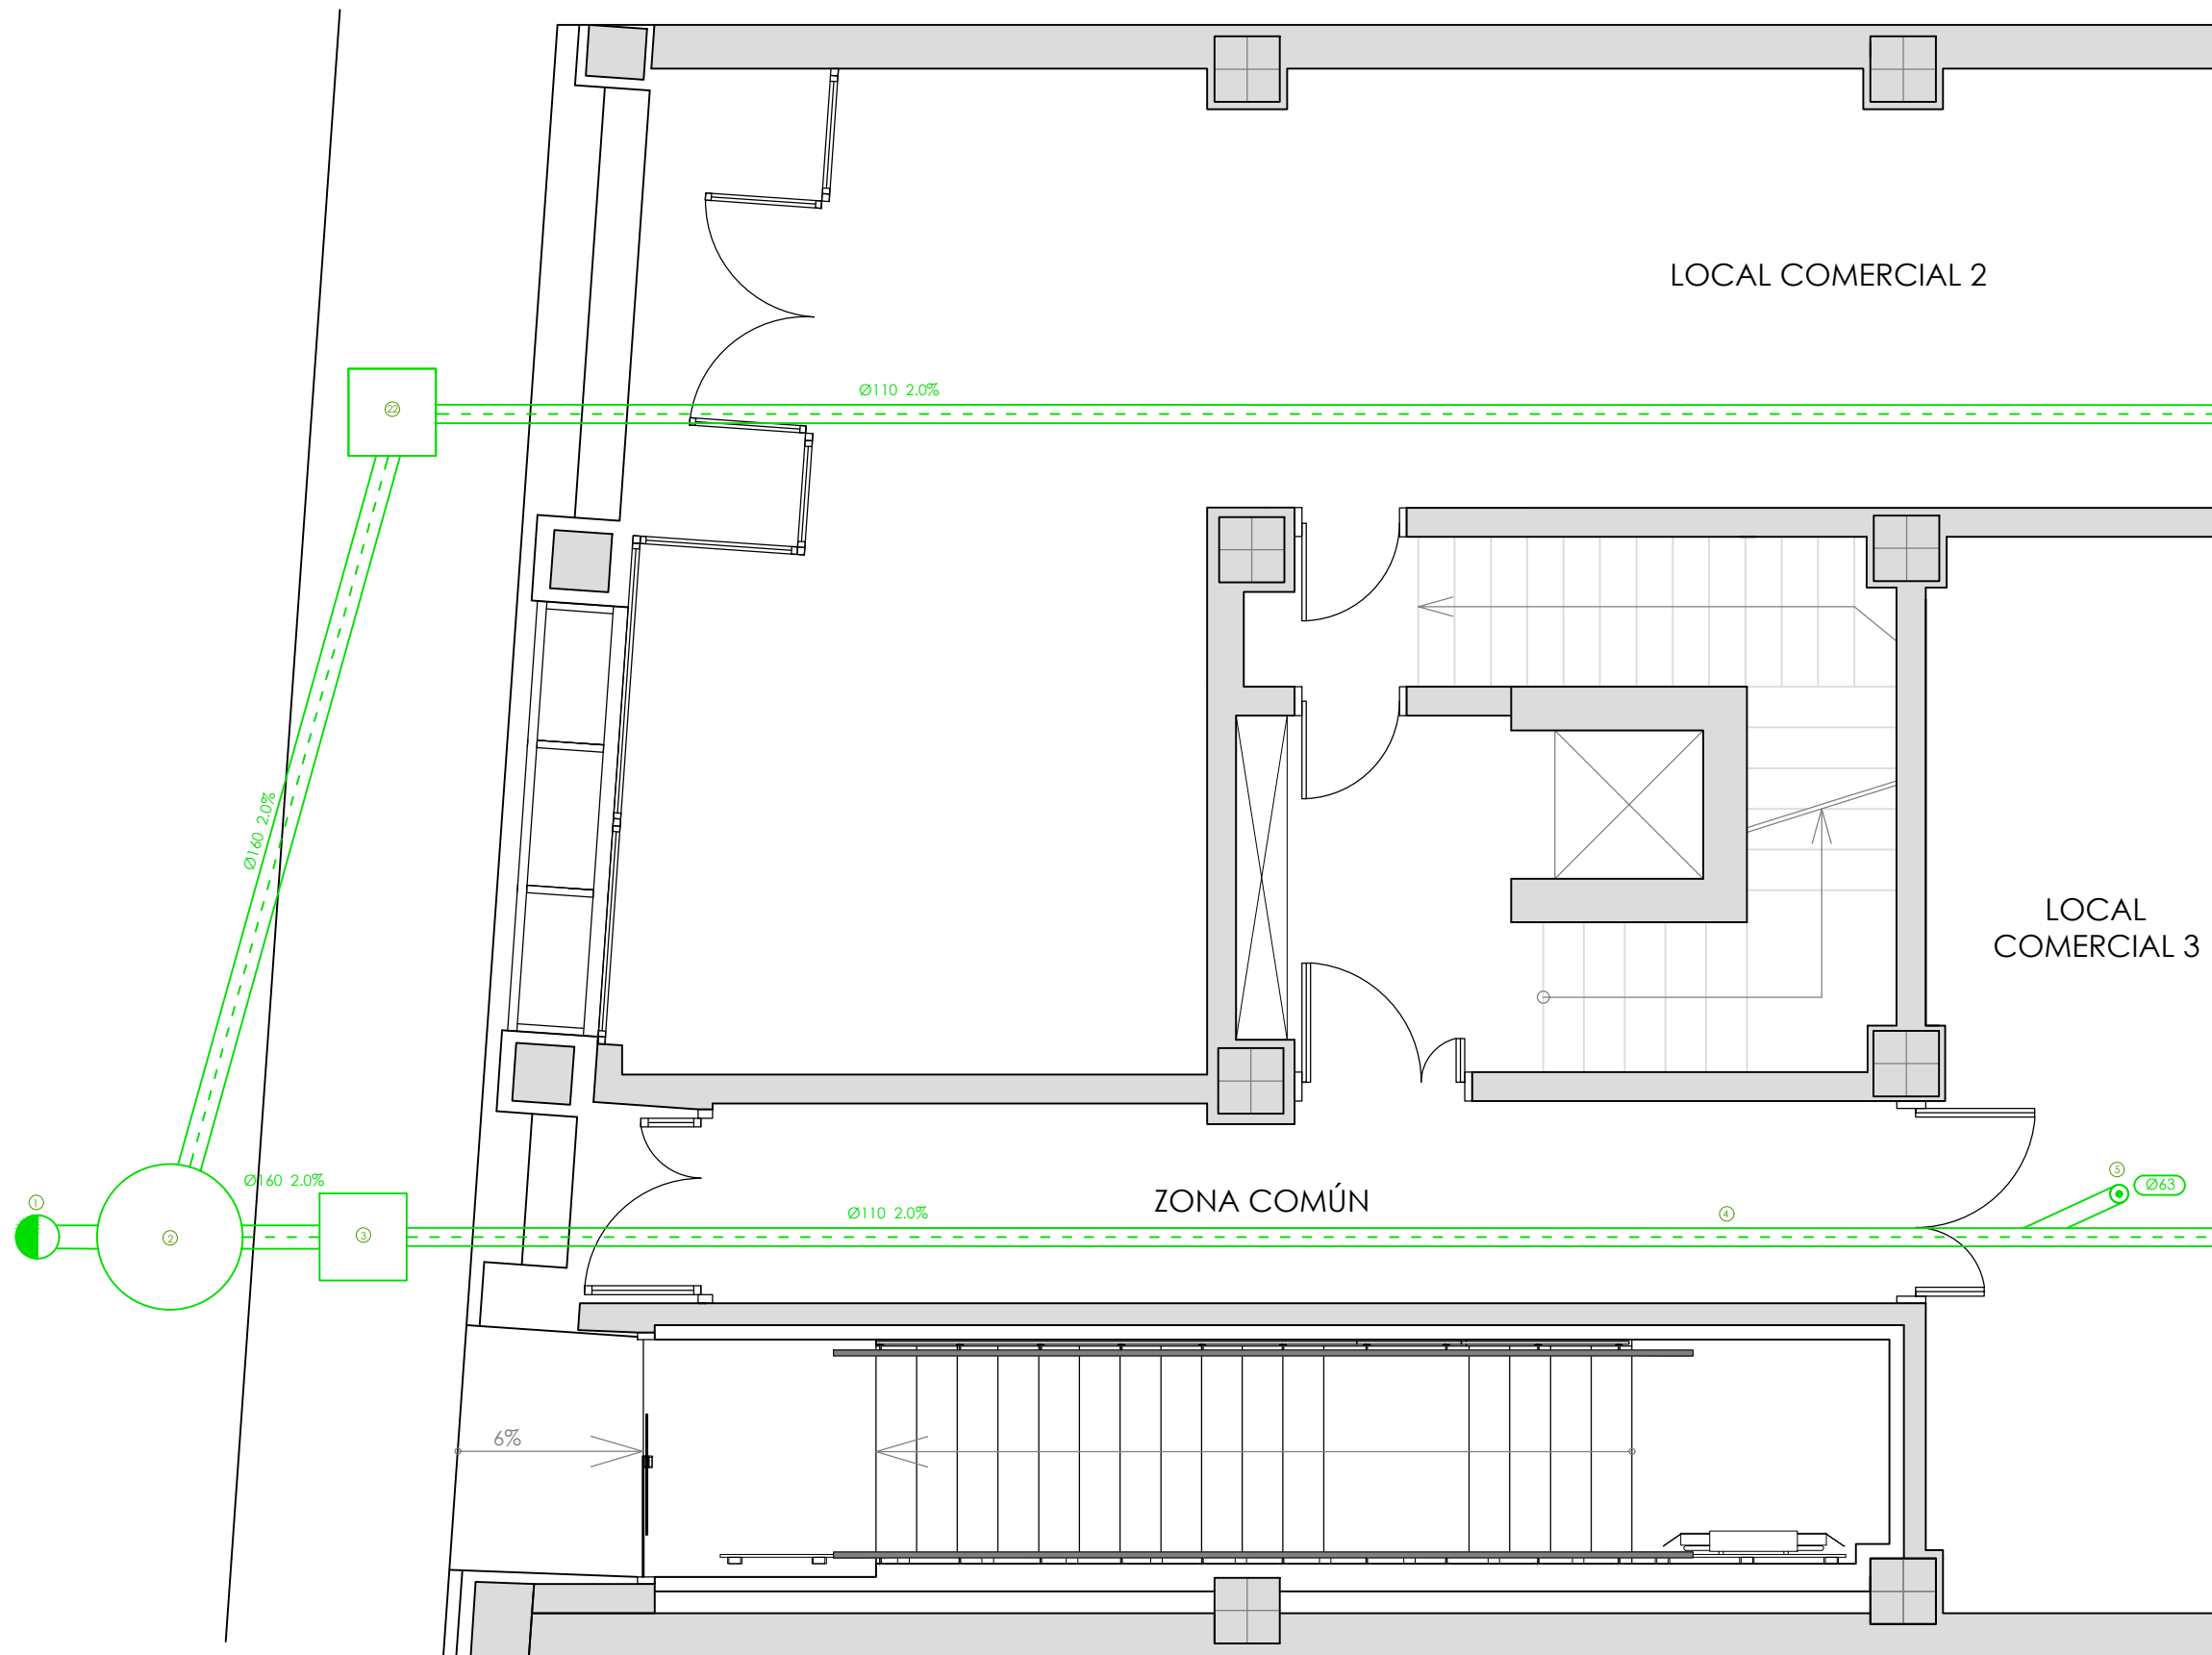 LOCAL COMERCIAL 2
Ø110 2.0%
22
Ø160 2.0%
LOCAL
COMERCIAL 3
5
Ø63
Ø160 2.0%
1
ZONA COMÚN
Ø110 2.0%
4
2
3
6%